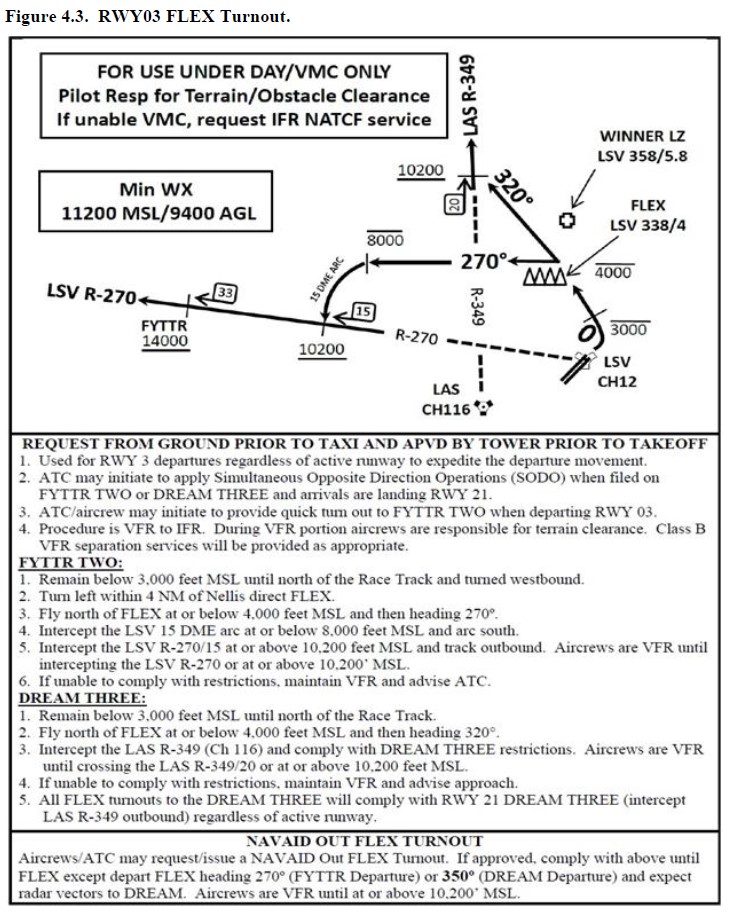 Figure 4.3.  RWY03 FLEX Turnout.
FOR USE UNDER DAY/VMC ONLY
Pilot Resp for Terrain/Obstacle Clearance
If unable VMC, request IFR NATCF service
LAS R-349
WINNER LZ
LSV 358/5.8
10200
320°
Min WX
11200 MSL/9400 AGL
20
FLEX
LSV 338/4
8000
270°
4000
15 DME ARC
LSV R-270
33
R-349
15
3000
FYTTR
14000
R-270
10200
LSV
CH12
LAS
CH116
REQUEST FROM GROUND PRIOR TO TAXI AND APVD BY TOWER PRIOR TO TAKEOFF
1. Used for RWY 3 departures regardless of active runway to expedite the departure movement.
2. ATC may initiate to apply Simultaneous Opposite Direction Operations (SODO) when filed on
FYTTR TWO or DREAM THREE and arrivals are landing RWY 21.
3. ATC/aircrew may initiate to provide quick turn out to FYTTR TWO when departing RWY 03.
4. Procedure is VFR to IFR. During VFR portion aircrews are responsible for terrain clearance. Class B
VFR separation services will be provided as appropriate.
FYTTR TWO:
1. Remain below 3,000 feet MSL until north of the Race Track and turned westbound.
2. Turn left within 4 NM of Nellis direct FLEX.
3. Fly north of FLEX at or below 4,000 feet MSL and then heading 270°.
4. Intercept the LSV 15 DME arc at or below 8,000 feet MSL and arc south.
5. Intercept the LSV R-270/15 at or above 10,200 feet MSL and track outbound. Aircrews are VFR until
intercepting the LSV R-270 or at or above 10,200' MSL.
6. If unable to comply with restrictions, maintain VFR and advise ATC.
DREAM THREE:
1. Remain below 3,000 feet MSL until north of the Race Track.
2. Fly north of FLEX at or below 4,000 feet MSL and then heading 320°.
3. Intercept the LAS R-349 (Ch 116) and comply with DREAM THREE restrictions. Aircrews are VFR
until crossing the LAS R-349/20 or at or above 10,200 feet MSL.
4. If unable to comply with restrictions, maintain VFR and advise approach.
5. All FLEX turnouts to the DREAM THREE will comply with RWY 21 DREAM THREE (intercept
LAS R-349 outbound) regardless of active runway.
NAVAID OUT FLEX TURNOUT
Aircrews/ATC may request/issue a NAVAID Out FLEX Turnout. If approved, comply with above until
FLEX except depart FLEX heading 270° (FYTTR Departure) or 350° (DREAM Departure) and expect
radar vectors to DREAM. Aircrews are VFR until at or above 10,200' MSL.